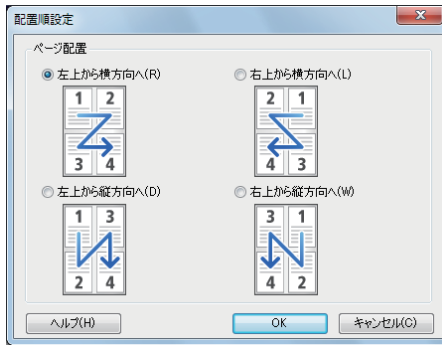 配置順設定
ページ配置
左上から横方向へ(R)
右上から横方向へ(L)
1 2
3 4
2 1
4 3
左上から縦方向へ(D)
右上から縦方向へ(W)
1 3
2 4
3 1
4 2
ヘルプ(H)
OK
キャンセル(C)